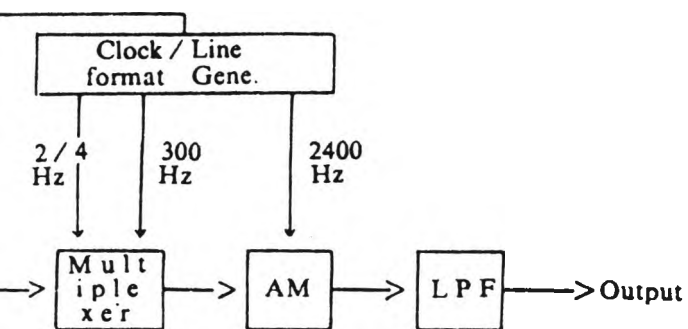 Clock / Line
format Gene.
2 / 4
Hz
300
Hz
2400
Hz
Mult
iple
xer
AM
LPF
Output